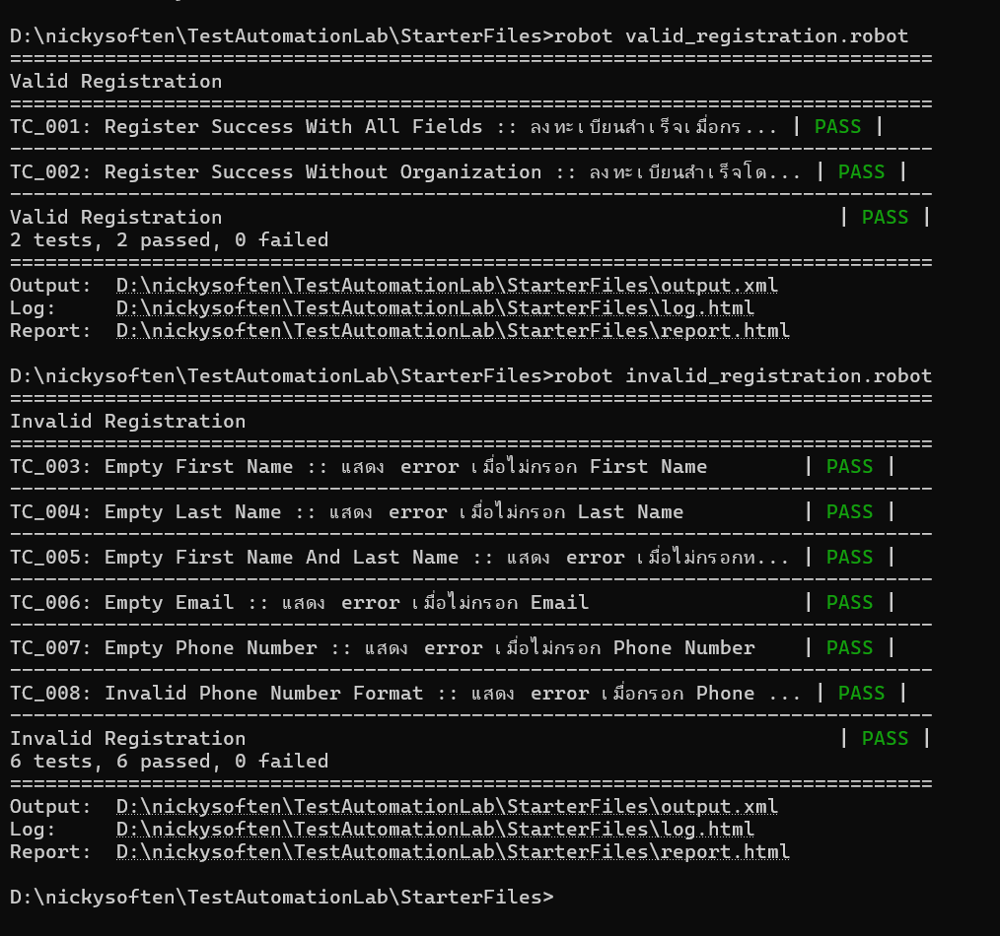 D:\nickysoften\TestAutomationLab\StarterFiles>robot valid_registration.robot
==============================================================================
Valid Registration
==============================================================================
TC_001: Register Success With All Fields :: ลงทะเบียนสำเร็จเมื่อกร... | PASS |
------------------------------------------------------------------------------
TC_002: Register Success Without Organization :: ลงทะเบียนสำเร็จโด... | PASS |
------------------------------------------------------------------------------
Valid Registration | PASS |
2 tests, 2 passed, 0 failed
==============================================================================
Output: D:\nickysoften\TestAutomationLab\StarterFiles\output.xml
Log: D:\nickysoften\TestAutomationLab\StarterFiles\log.html
Report: D:\nickysoften\TestAutomationLab\StarterFiles\report.html
D:\nickysoften\TestAutomationLab\StarterFiles>robot invalid_registration.robot
==============================================================================
Invalid Registration
==============================================================================
TC_003: Empty First Name :: แสดง error เมื่อไม่กรอก First Name | PASS |
------------------------------------------------------------------------------
TC_004: Empty Last Name :: แสดง error เมื่อไม่กรอก Last Name | PASS |
------------------------------------------------------------------------------
TC_005: Empty First Name And Last Name :: แสดง error เมื่อไม่กรอกท... | PASS |
------------------------------------------------------------------------------
TC_006: Empty Email :: แสดง error เมื่อไม่กรอก Email | PASS |
------------------------------------------------------------------------------
TC_007: Empty Phone Number :: แสดง error เมื่อไม่กรอก Phone Number | PASS |
------------------------------------------------------------------------------
TC_008: Invalid Phone Number Format :: แสดง error เมื่อกรอก Phone ... | PASS |
------------------------------------------------------------------------------
Invalid Registration | PASS |
6 tests, 6 passed, 0 failed
==============================================================================
Output: D:\nickysoften\TestAutomationLab\StarterFiles\output.xml
Log: D:\nickysoften\TestAutomationLab\StarterFiles\log.html
Report: D:\nickysoften\TestAutomationLab\StarterFiles\report.html
D:\nickysoften\TestAutomationLab\StarterFiles>